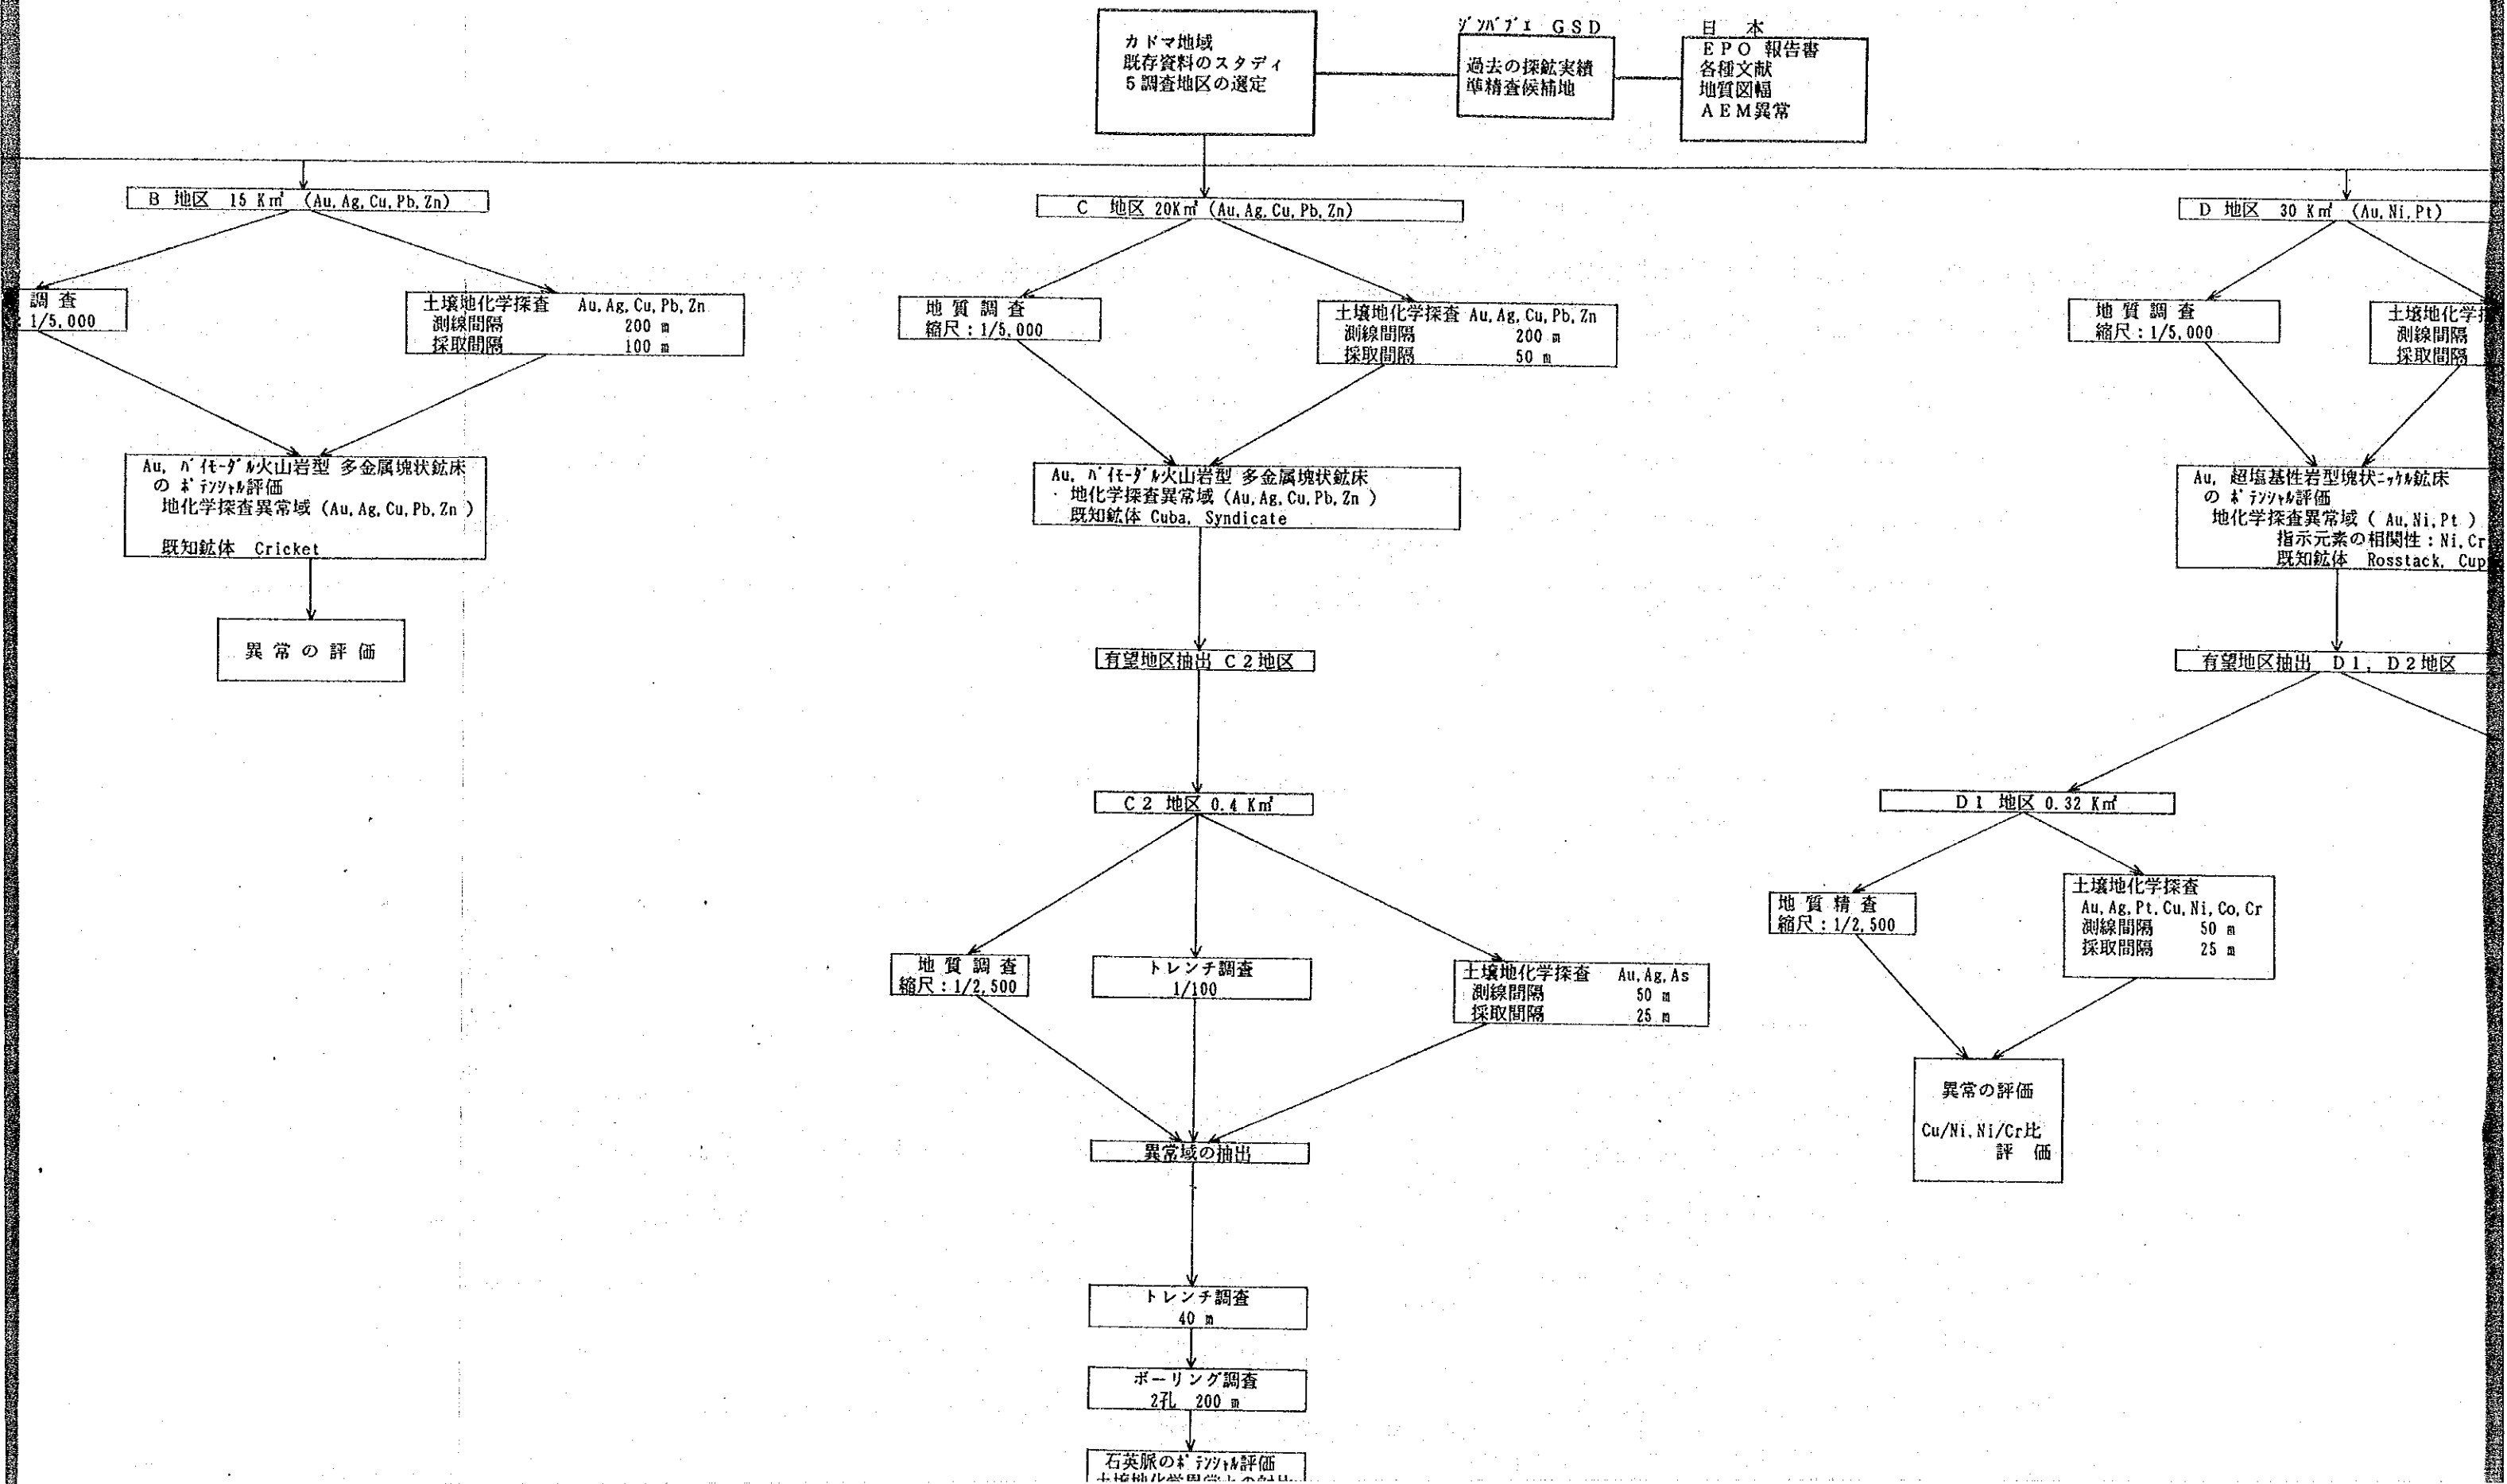 カドマ地域
既存資料のスタディ
5調査地区の選定
ジンバブエ GSD
過去の探鉱実績
準精査候補地
日 本
EPO 報告書
各種文献
地質図幅
AEM異常
B 地区 15 K㎡ (Au, Ag, Cu, Pb, Zn)
調 査
: 1/5,000
土壌地化学探査 Au, Ag, Cu, Pb, Zn
測線間隔 200 m
採取間隔 100 m
Au, バイモーダル火山岩型 多金属塊状鉱床
の ポテンシャル評価
地化学探査異常域 (Au, Ag, Cu, Pb, Zn )
既知鉱体 Cricket
異 常 の 評 価
C 地区 20K㎡ (Au, Ag, Cu, Pb, Zn)
地 質 調 査
縮尺：1/5,000
土壌地化学探査 Au, Ag, Cu, Pb, Zn
測線間隔 200 m
採取間隔 50 m
Au, バイモーダル火山岩型 多金属塊状鉱床
地化学探査異常域 (Au, Ag, Cu, Pb, Zn )
既知鉱体 Cuba, Syndicate
有望地区抽出 C2地区
C2 地区 0.4 K㎡
地 質 調 査
縮尺：1/2,500
トレンチ調査
1/100
土壌地化学探査 Au, Ag, As
測線間隔 50 m
採取間隔 25 m
異常域の抽出
トレンチ調査
40 m
ボーリング調査
2孔 200 m
石英脈のポテンシャル評価
D 地区 30 K㎡ (Au, Ni, Pt)
地 質 調 査
縮尺：1/5,000
土壌地化学
測線間隔
採取間隔
Au, 超塩基性岩型塊状ニッケル鉱床
の ポテンシャル評価
地化学探査異常域 ( Au, Ni, Pt )
指示元素の相関性：Ni, Cr
既知鉱体 Rosstack, Cup
有望地区抽出 D1, D2地区
D1 地区 0.32 K㎡
地 質 精 査
縮尺：1/2,500
土壌地化学探査
Au, Ag, Pt, Cu, Ni, Co, Cr
測線間隔 50 m
採取間隔 25 m
異常の評価
Cu/Ni, Ni/Cr比
評 価